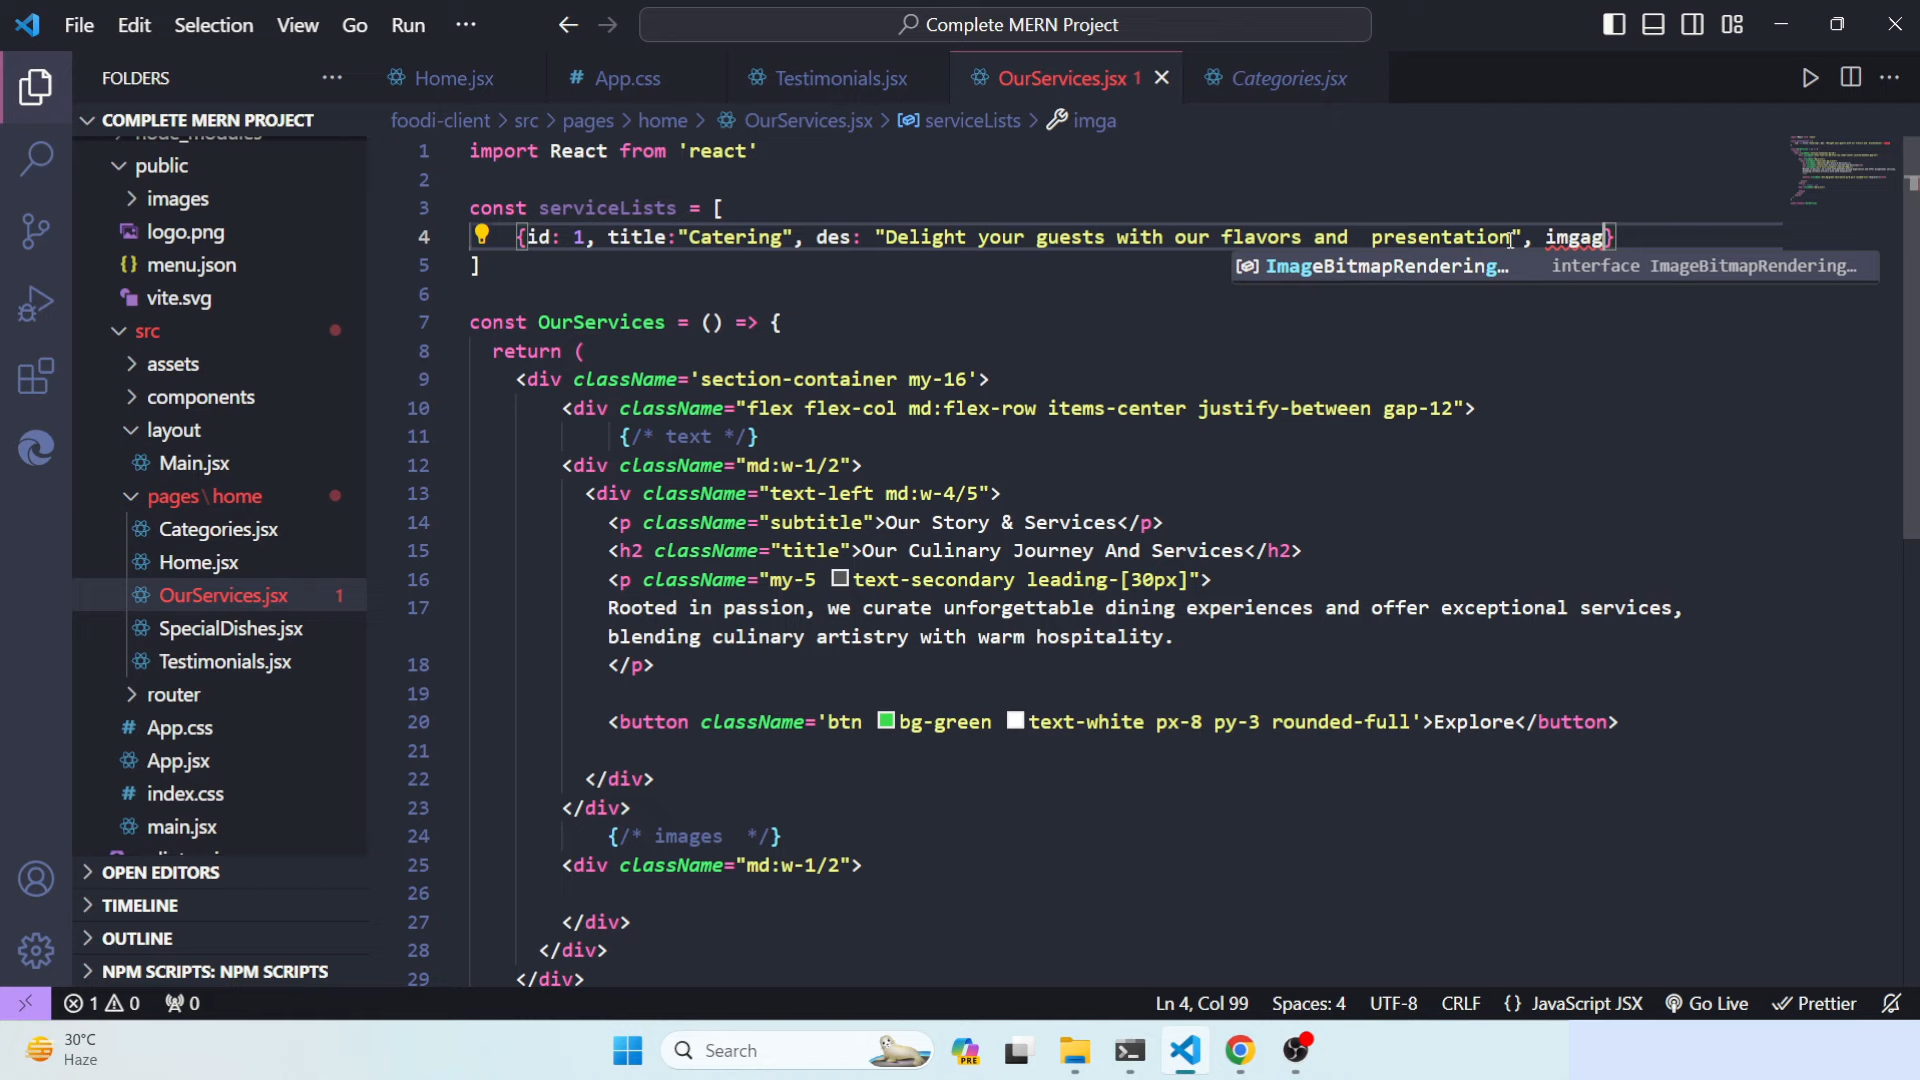 File Edit Selection View Go Run ··· Complete MERN Project
FOLDERS ···
Home.jsx # App.css Testimonials.jsx OurServices.jsx 1 Categories.jsx
COMPLETE MERN PROJECT
foodi-client > src > pages > home > OurServices.jsx > serviceLists > imga
node_modules
public
images
logo.png
{} menu.json
vite.svg
src
assets
components
layout
Main.jsx
pages\home
Categories.jsx
Home.jsx
OurServices.jsx 1
SpecialDishes.jsx
Testimonials.jsx
router
# App.css
App.jsx
# index.css
main.jsx
OPEN EDITORS
TIMELINE
OUTLINE
NPM SCRIPTS: NPM SCRIPTS
1 import React from 'react'
2
3 const serviceLists = [
4 {id: 1, title:"Catering", des: "Delight your guests with our flavors and  presentation", imgag}
ImageBitmapRendering… interface ImageBitmapRendering…
5 ]
6
7 const OurServices = () => {
8 return (
9 <div className='section-container my-16'>
10 <div className="flex flex-col md:flex-row items-center justify-between gap-12">
11 {/* text */}
12 <div className="md:w-1/2">
13 <div className="text-left md:w-4/5">
14 <p className="subtitle">Our Story & Services</p>
15 <h2 className="title">Our Culinary Journey And Services</h2>
16 <p className="my-5 text-secondary leading-[30px]">
17 Rooted in passion, we curate unforgettable dining experiences and offer exceptional services,
blending culinary artistry with warm hospitality.
18 </p>
19
20 <button className='btn bg-green text-white px-8 py-3 rounded-full'>Explore</button>
21
22 </div>
23 </div>
24 {/* images  */}
25 <div className="md:w-1/2">
26
27 </div>
28 </div>
29 </div>
1 0 0 Ln 4, Col 99 Spaces: 4 UTF-8 CRLF {} JavaScript JSX Go Live Prettier
30°C
Haze
Search
PRE